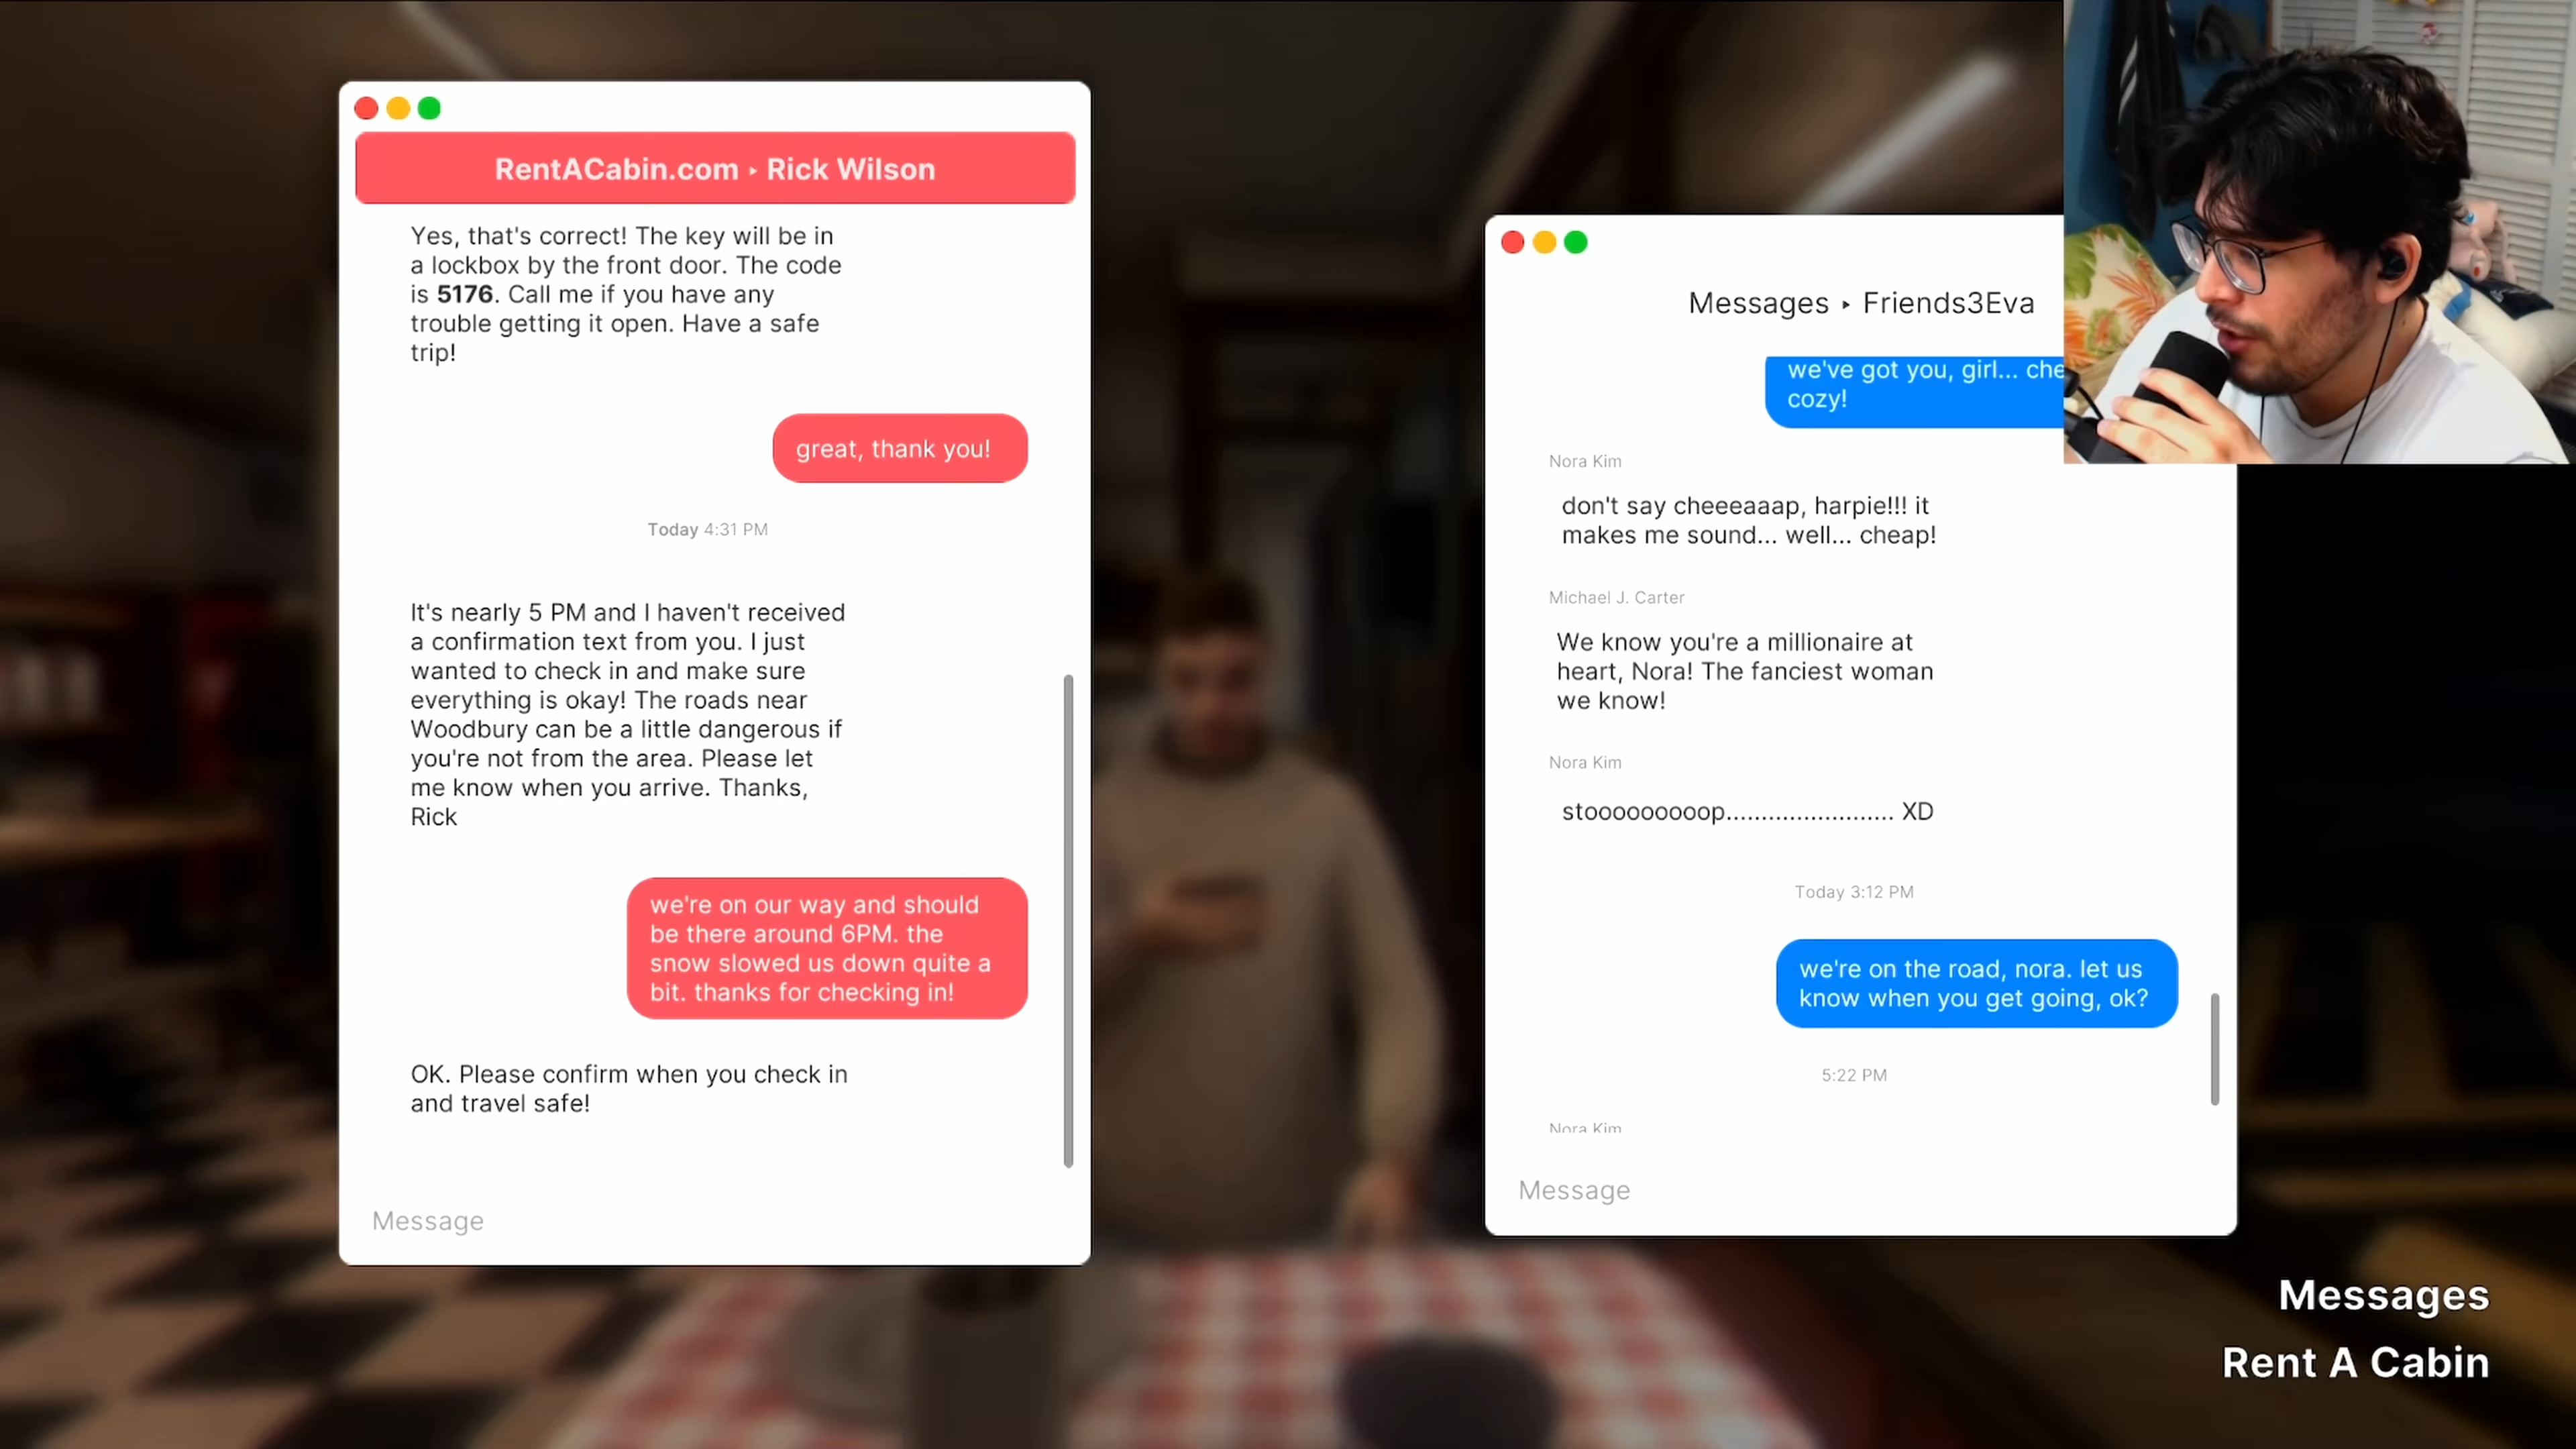 RentACabin.com ‣ Rick Wilson
Yes, that's correct! The key will be in
a lockbox by the front door. The code
is 5176. Call me if you have any
trouble getting it open. Have a safe
trip!
great, thank you!
Today 4:31 PM
It's nearly 5 PM and I haven't received
a confirmation text from you. I just
wanted to check in and make sure
everything is okay! The roads near
Woodbury can be a little dangerous if
you're not from the area. Please let
me know when you arrive. Thanks,
Rick
we're on our way and should
be there around 6PM. the
snow slowed us down quite a
bit. thanks for checking in!
OK. Please confirm when you check in
and travel safe!
Message
Messages ‣ Friends3Eva
we've got you, girl... che
cozy!
Nora Kim
don't say cheeeaaap, harpie!!! it
makes me sound... well... cheap!
Michael J. Carter
We know you're a millionaire at
heart, Nora! The fanciest woman
we know!
Nora Kim
stooooooooop........................ XD
Today 3:12 PM
we're on the road, nora. let us
know when you get going, ok?
5:22 PM
Nora Kim
Message
Messages
Rent A Cabin